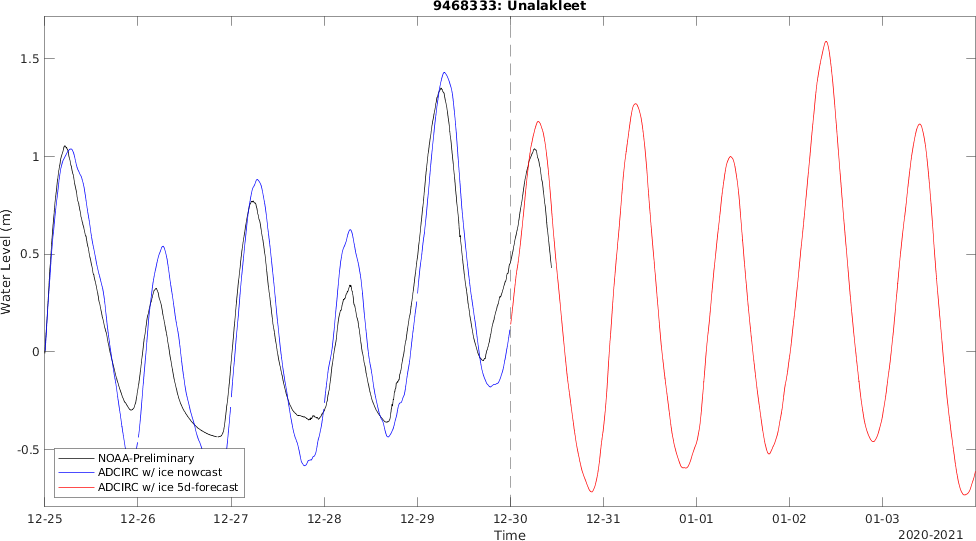 9468333: Unalakleet
Water Level (m)
1.5
1
0.5
0
-0.5
NOAA-Preliminary
ADCIRC w/ ice nowcast
ADCIRC w/ ice 5d-forecast
12-25 12-26 12-27 12-28 12-29 12-30 12-31 01-01 01-02 01-03
Time
2020-2021